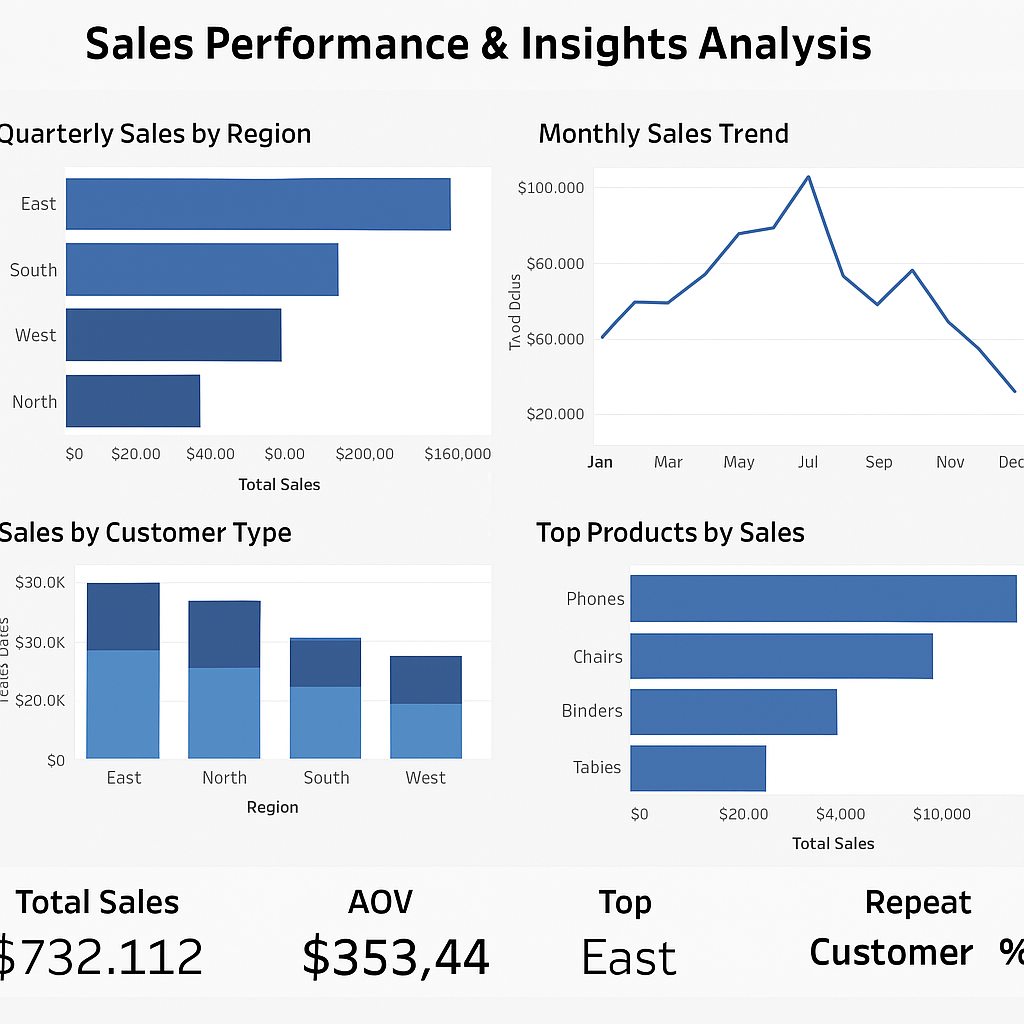 Sales Performance & Insights Analysis
Quarterly Sales by Region
East
South
West
North
$0 $20.00 $40.00 $0.00 $200,00 $160,000
Total Sales
Monthly Sales Trend
$100.000
$60.000
$60.000
$20.000
Jan Mar May Jul Sep Nov Dec
Sales by Customer Type
$30.0K
$30.0K
$20.0K
$0
East North South West
Region
Top Products by Sales
Phones
Chairs
Binders
Tabies
$0 $20.00 $4,000 $10,000
Total Sales
Total Sales
$732.112
AOV
$353,44
Top
East
Repeat
Customer %